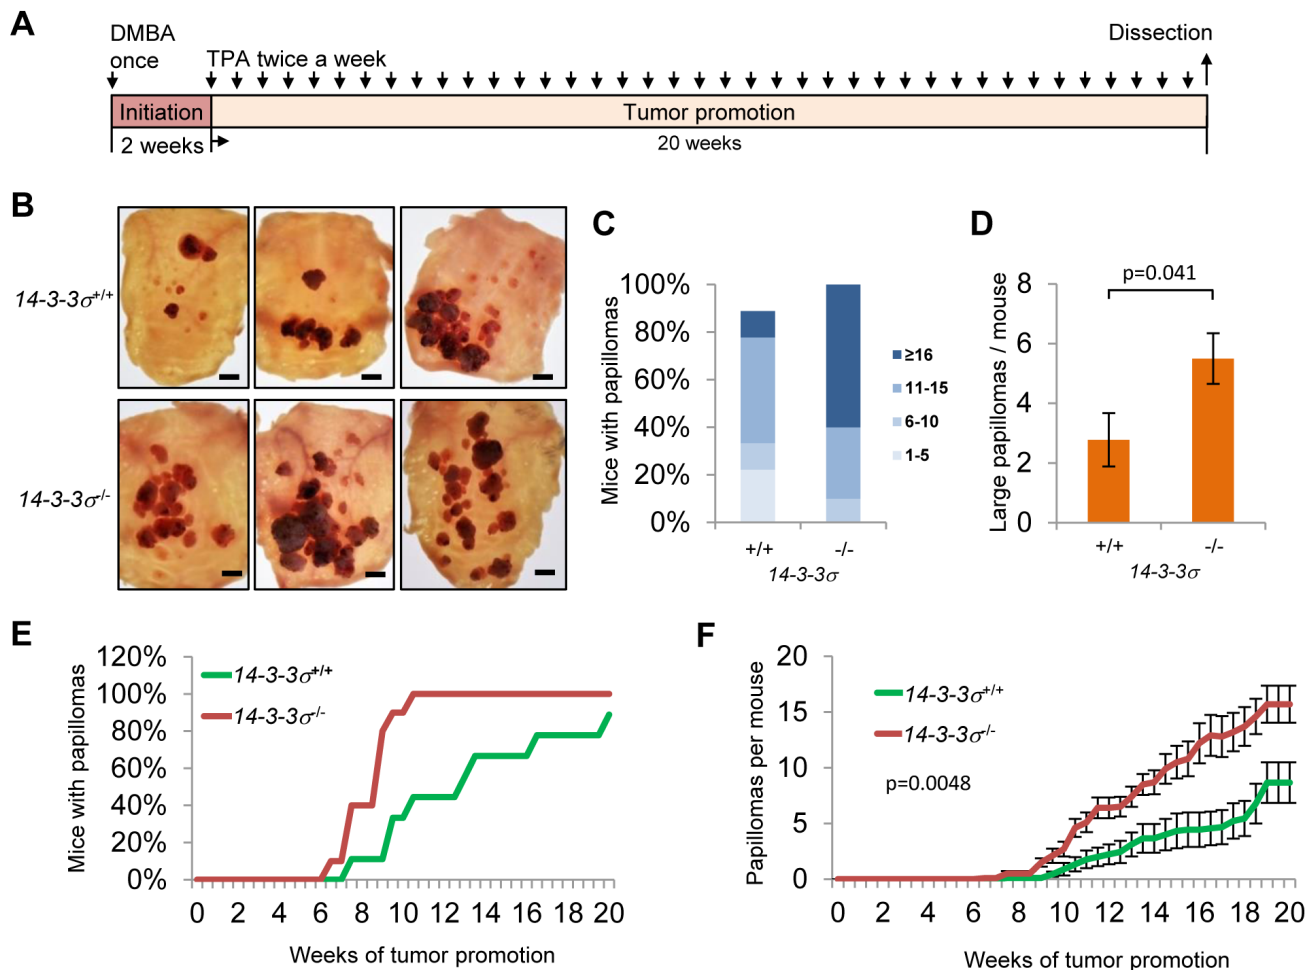 A
DMBA
once
TPA twice a week
Dissection
Initiation
Tumor promotion
2 weeks
20 weeks
B
14-3-3σ+/+
14-3-3σ-/-
C
Mice with papillomas
100%
80%
60%
40%
20%
0%
≥16
11-15
6-10
1-5
+/+
-/-
14-3-3σ
D
Large papillomas / mouse
p=0.041
8
6
4
2
0
+/+
-/-
14-3-3σ
E
Mice with papillomas
120%
100%
80%
60%
40%
20%
0%
14-3-3σ+/+
14-3-3σ-/-
0 2 4 6 8 10 12 14 16 18 20
Weeks of tumor promotion
F
Papillomas per mouse
20
15
10
5
0
14-3-3σ+/+
14-3-3σ-/-
p=0.0048
0 2 4 6 8 10 12 14 16 18 20
Weeks of tumor promotion